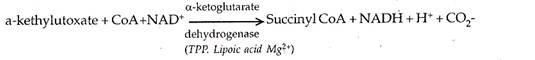 α-ketoglutarate
a-kethylutoxate + CoA+NAD⁺ ⟶ Succinyl CoA + NADH + H⁺ + CO₂-
dehydrogenase
(TPP. Lipoic acid Mg²⁺)